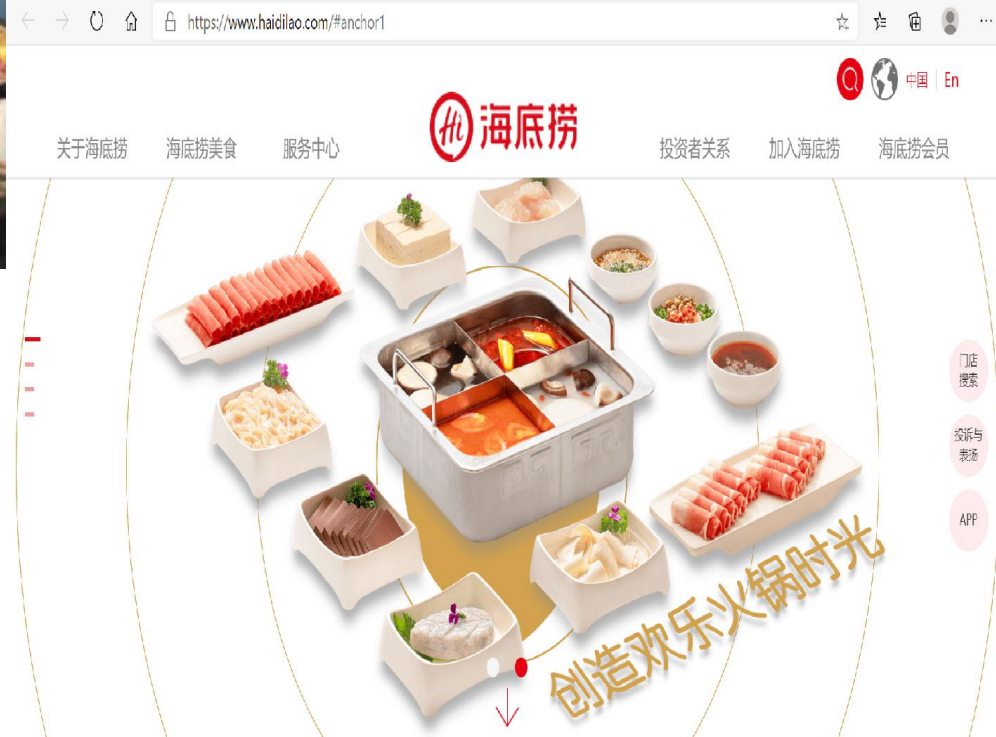 https://www.haidilao.com/#anchor1
中国 | En
关于海底捞
海底捞美食
服务中心
Hi 海底捞
投资者关系
加入海底捞
海底捞会员
门店
搜索
投诉与
表扬
APP
创造欢乐火锅时光